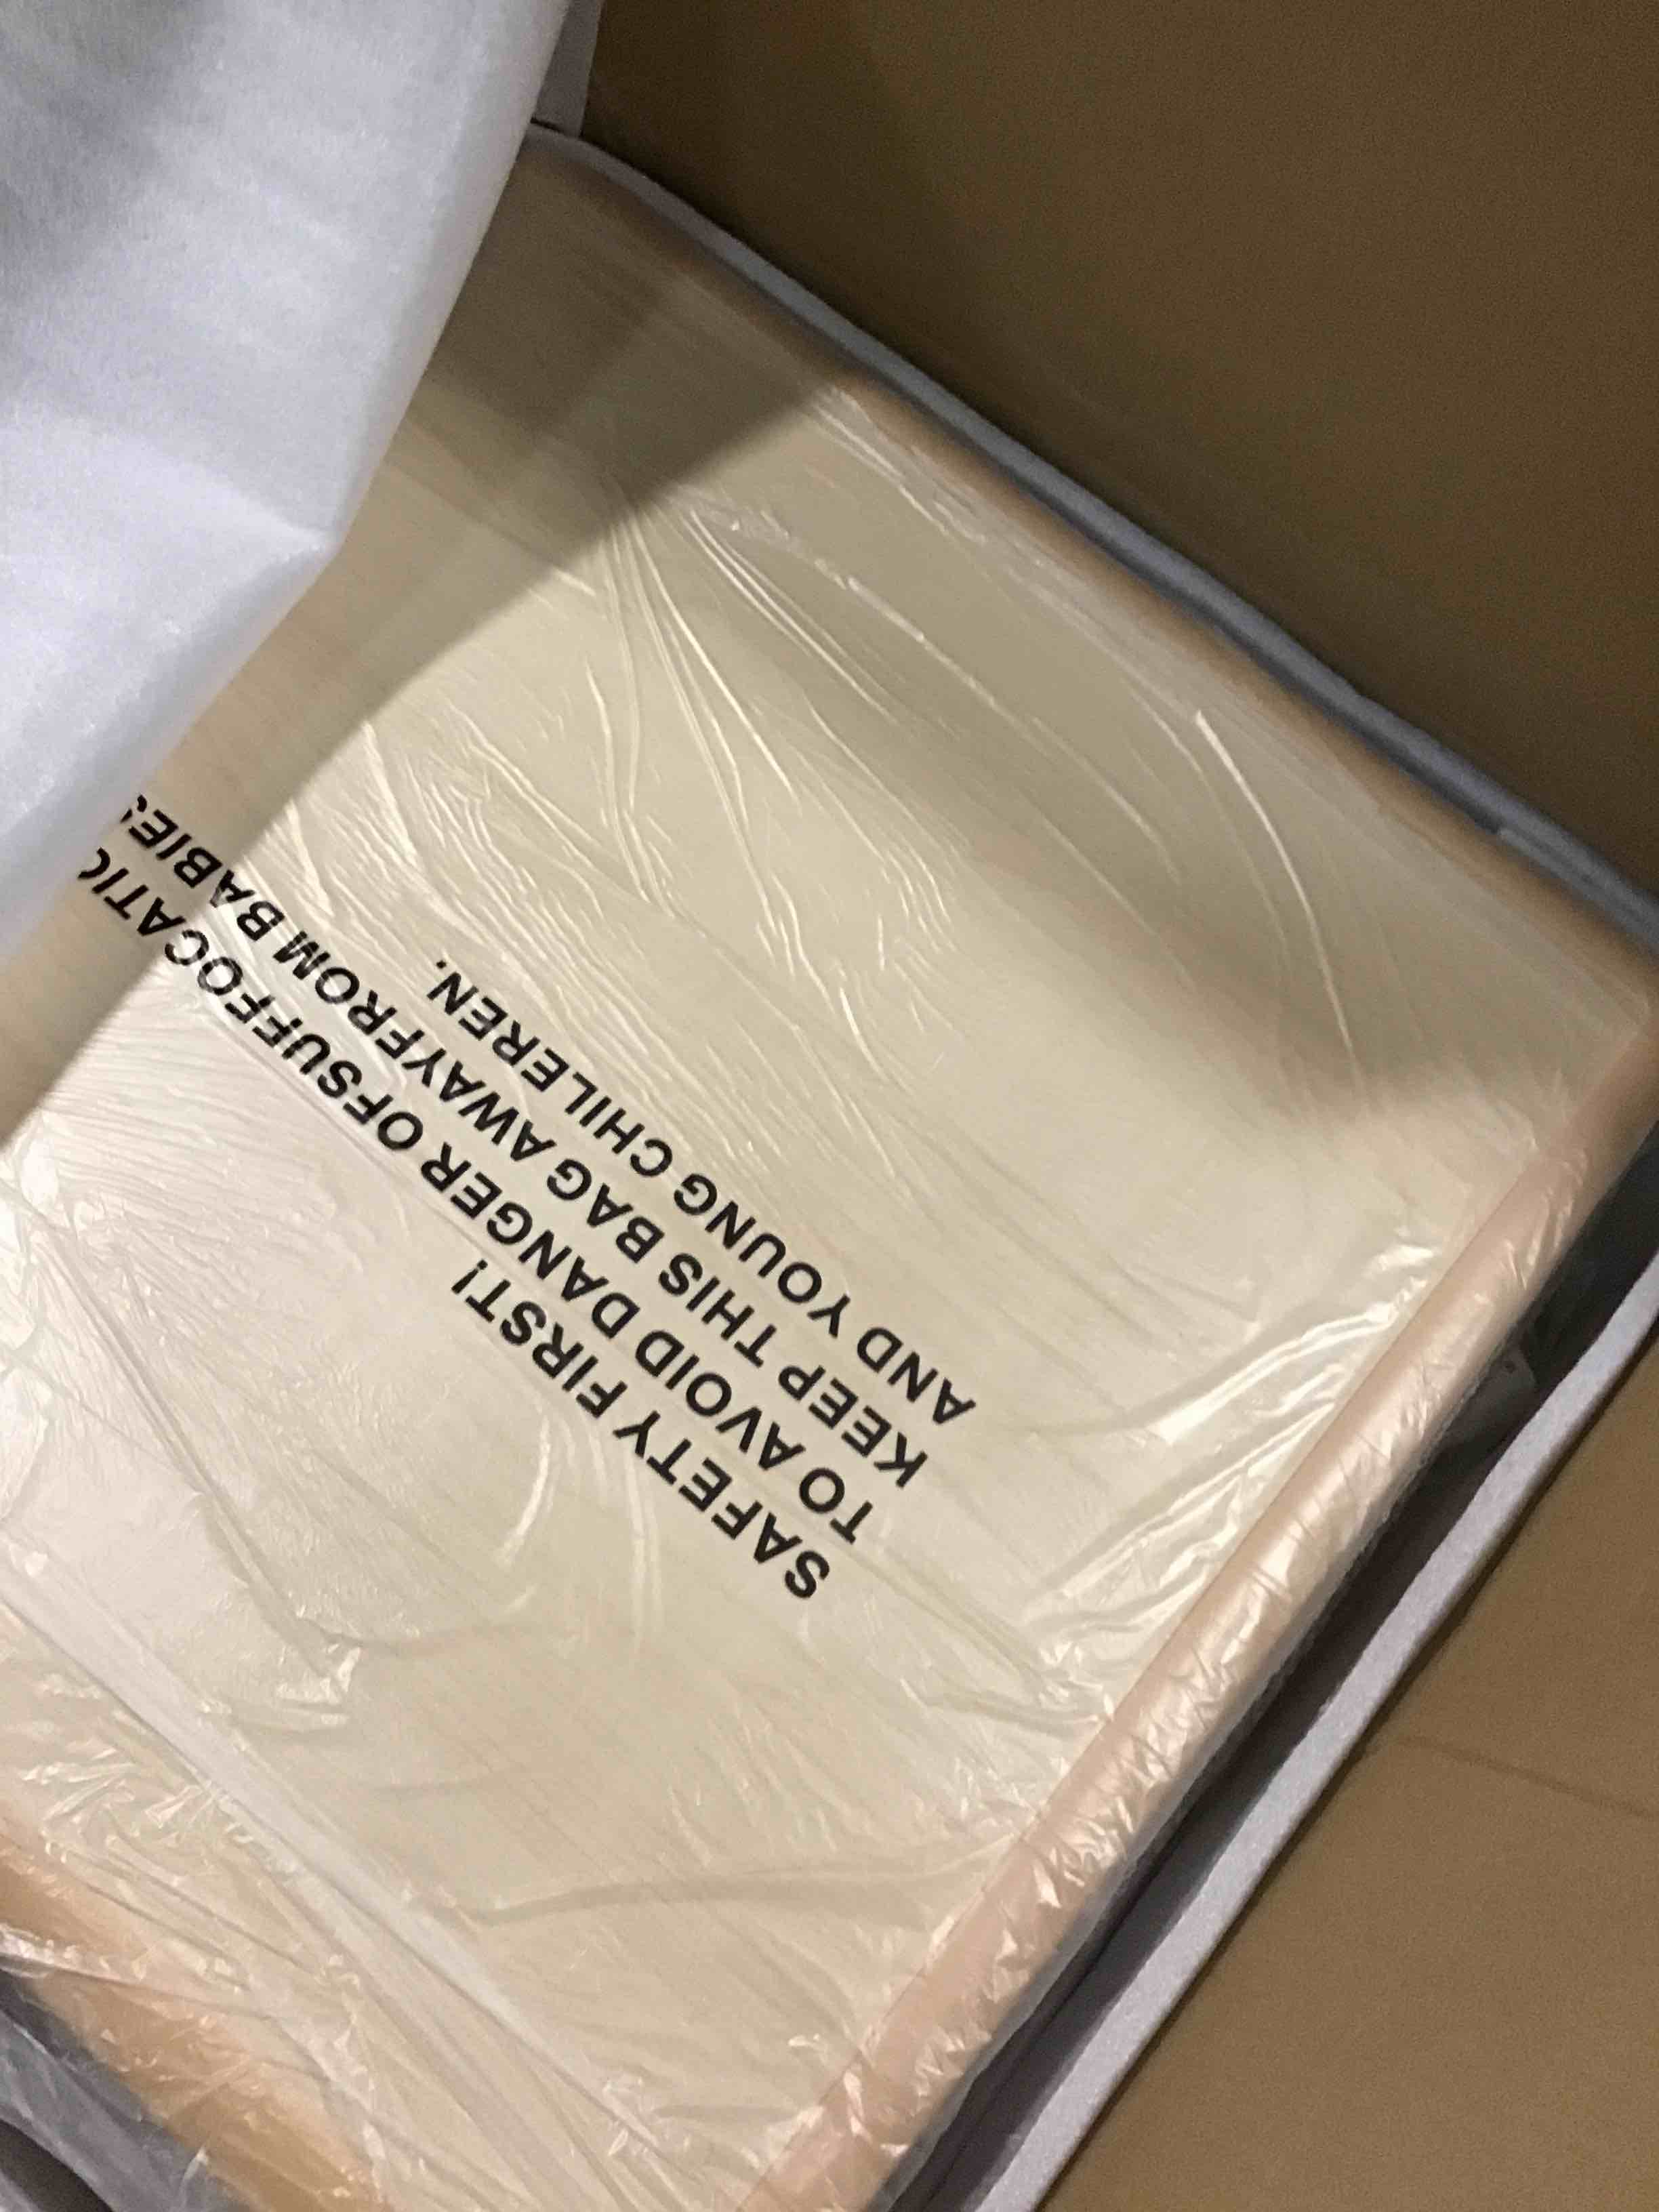 SAFETY FIRST!
TO AVOID DANGER OFSUFFOCATIO
KEEP THIS BAG AWAYFROM BABIES
AND YOUNG CHILEREN.